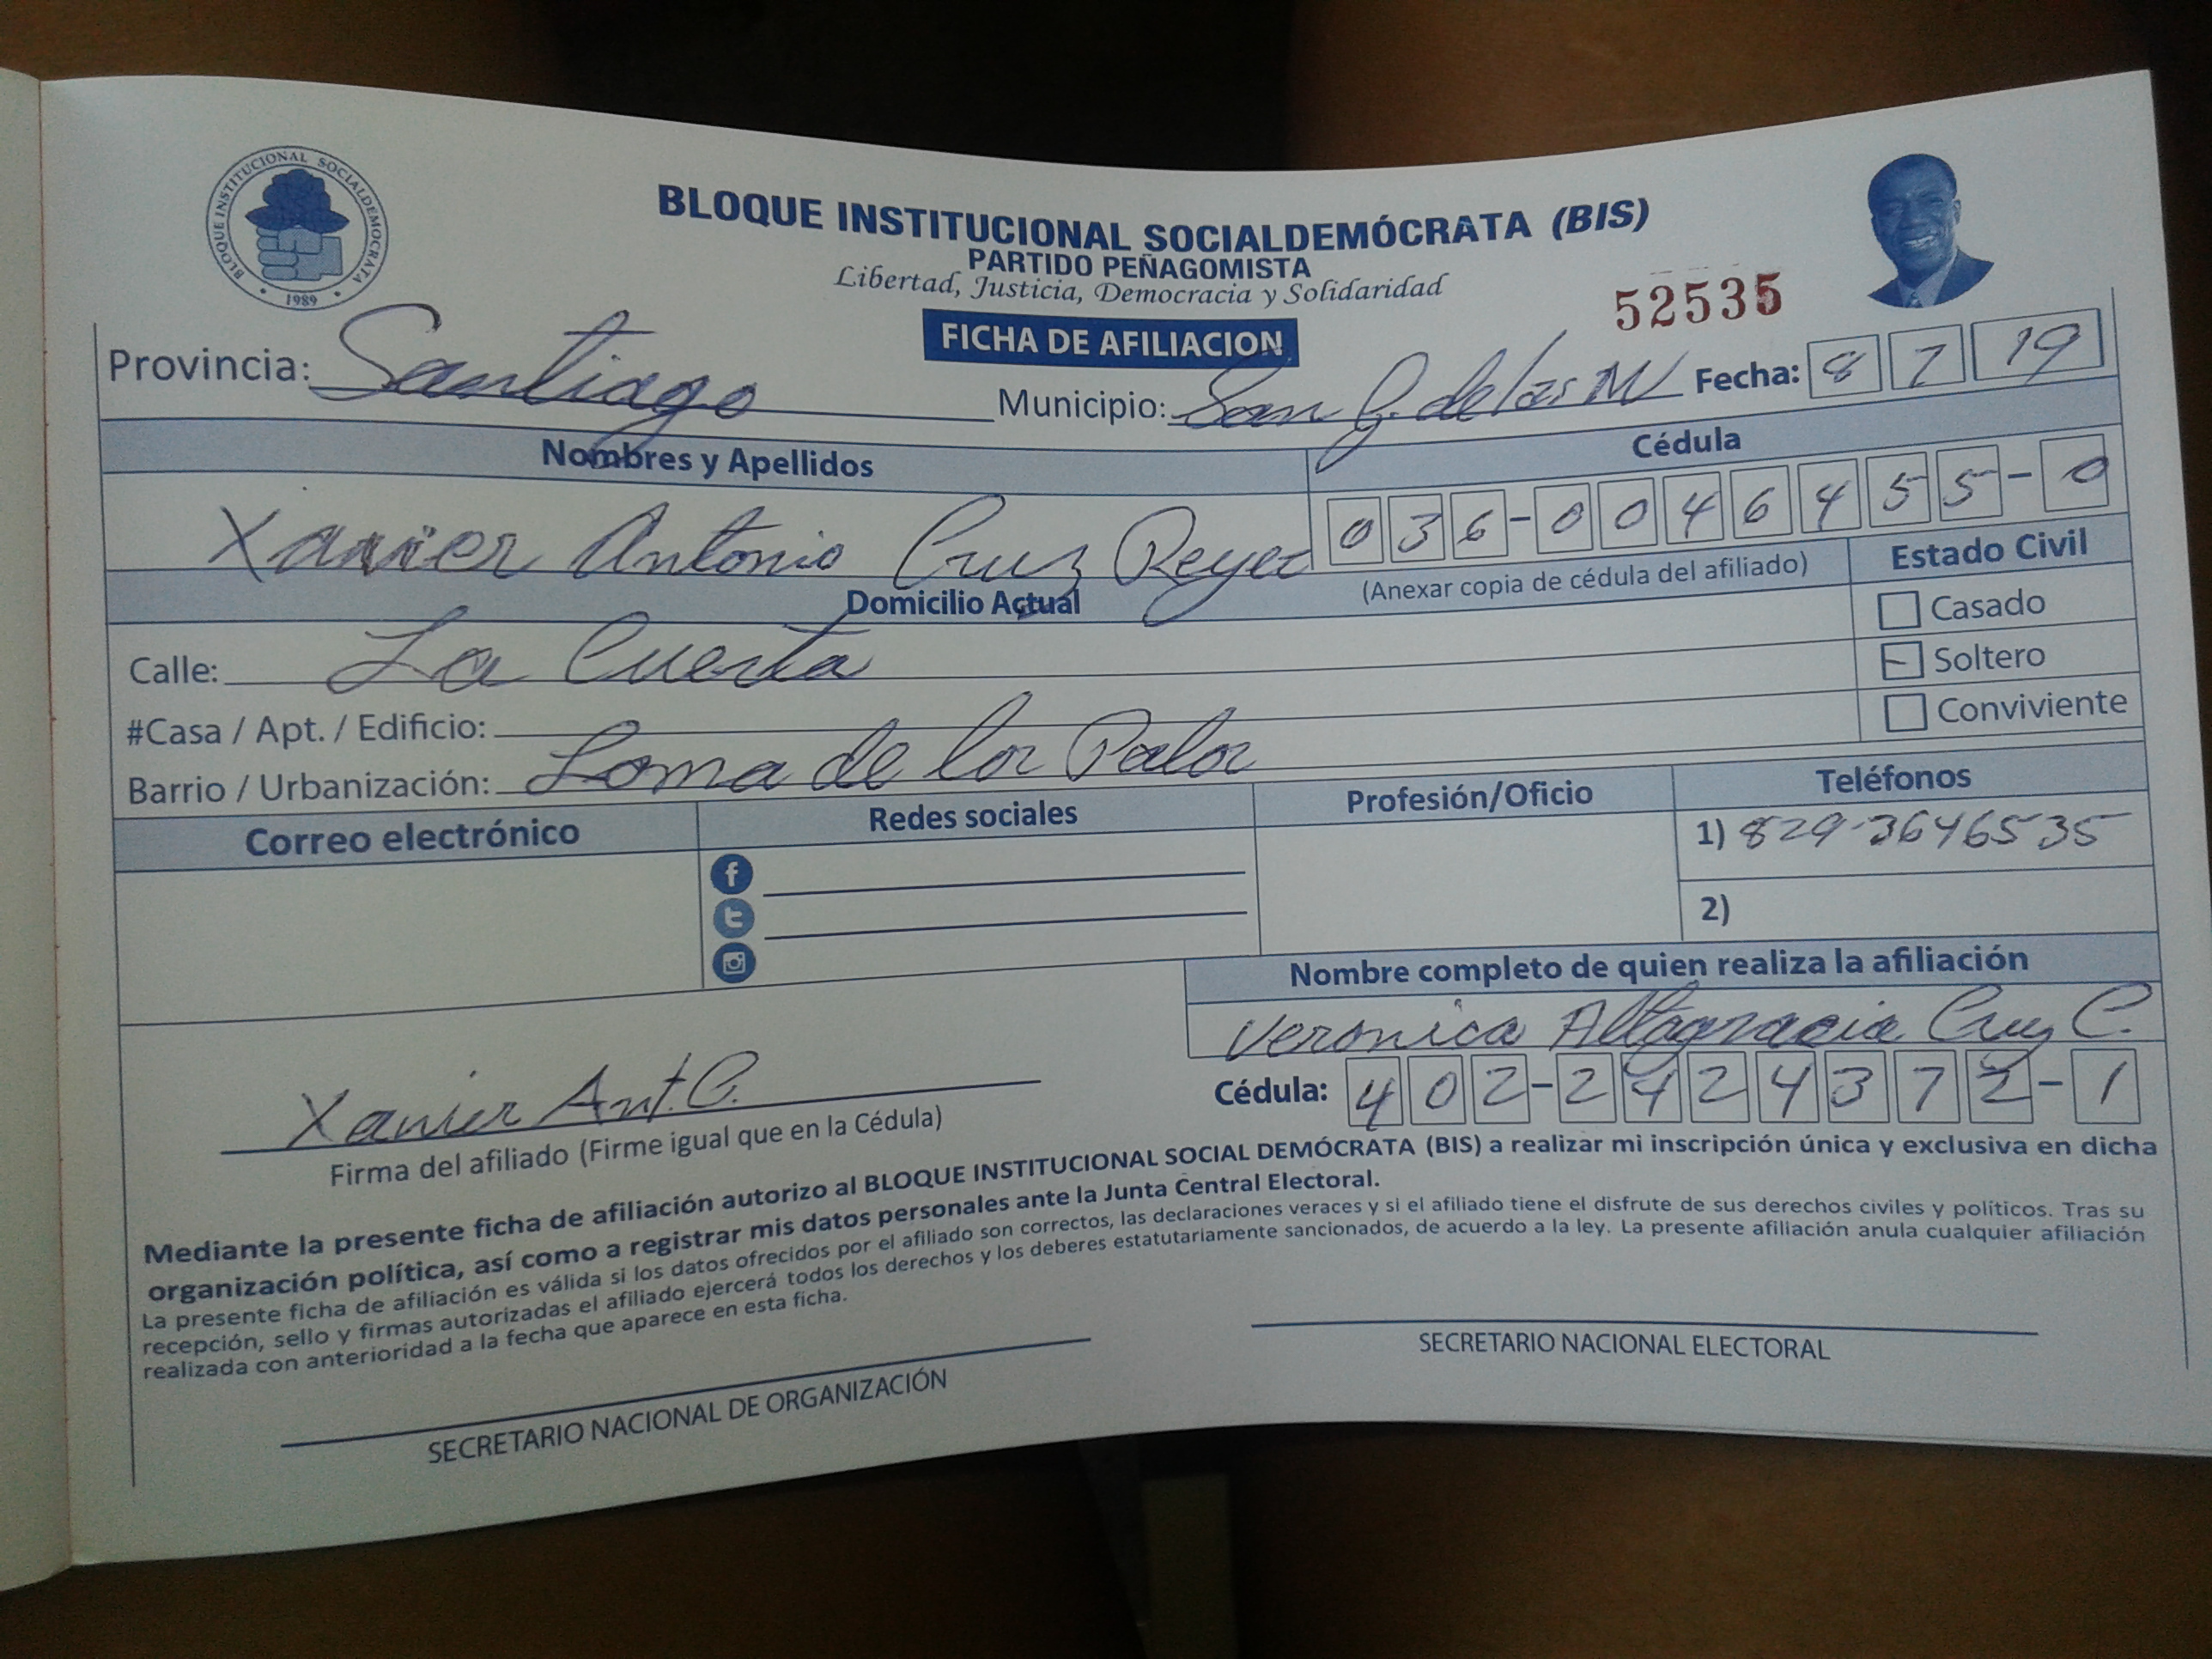 BLOQUE INSTITUCIONAL SOCIALDEMOCRATA
1989
BLOQUE INSTITUCIONAL SOCIALDEMÓCRATA (BIS)
PARTIDO PEÑAGOMISTA
Libertad, Justicia, Democracia y Solidaridad
52535
FICHA DE AFILIACION
Provincia: Santiago
Municipio: San J. de las M
Fecha: 8 7 19
Nombres y Apellidos
Cédula
Xavier Antonio Cruz Reyes
036-0046455-0
(Anexar copia de cédula del afiliado)
Estado Civil
Domicilio Actual
Casado
Calle: La Cuesta
Soltero
#Casa / Apt. / Edificio:
Conviviente
Barrio / Urbanización: Loma de los Palos
Correo electrónico
Redes sociales
Profesión/Oficio
Teléfonos
1) 829-3646535
2)
Nombre completo de quien realiza la afiliación
Veronica Altagracia Cruz C.
Xavier Ant. C.
Cédula: 402-2424372-1
Firma del afiliado (Firme igual que en la Cédula)
Mediante la presente ficha de afiliación autorizo al BLOQUE INSTITUCIONAL SOCIAL DEMÓCRATA (BIS) a realizar mi inscripción única y exclusiva en dicha
organización política, así como a registrar mis datos personales ante la Junta Central Electoral.
La presente ficha de afiliación es válida si los datos ofrecidos por el afiliado son correctos, las declaraciones veraces y si el afiliado tiene el disfrute de sus derechos civiles y políticos. Tras su
recepción, sello y firmas autorizadas el afiliado ejercerá todos los derechos y los deberes estatutariamente sancionados, de acuerdo a la ley. La presente afiliación anula cualquier afiliación
realizada con anterioridad a la fecha que aparece en esta ficha.
SECRETARIO NACIONAL DE ORGANIZACIÓN
SECRETARIO NACIONAL ELECTORAL